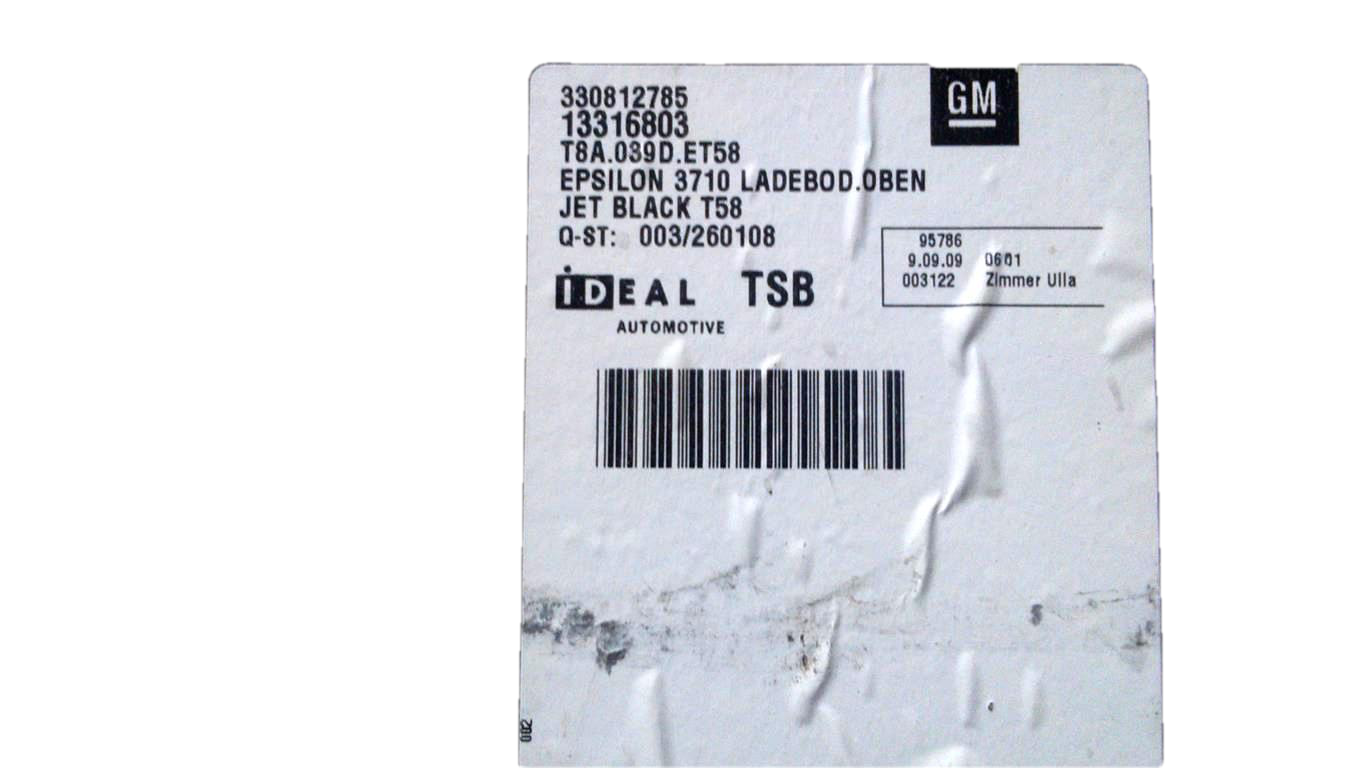 GM
330812785
13316803
T8A.039D.ET58
EPSILON 3710 LADEBOD.OBEN
JET BLACK T58
Q-ST: 003/260108
95786
9.09.09 0601
003122 Zimmer Ulla
iDEAL TSB
AUTOMOTIVE
0102